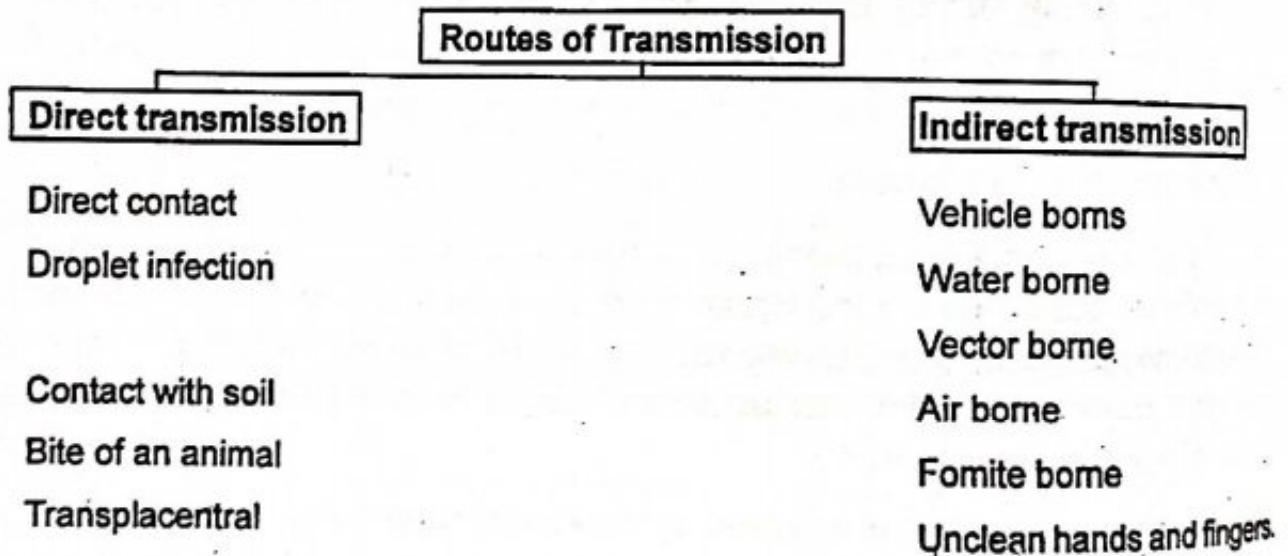 Routes of Transmission
Direct transmission
Direct contact
Droplet infection
Contact with soil
Bite of an animal
Transplacental
Indirect transmission
Vehicle boms
Water borne
Vector borne
Air borne
Fomite borne
Unclean hands and fingers.